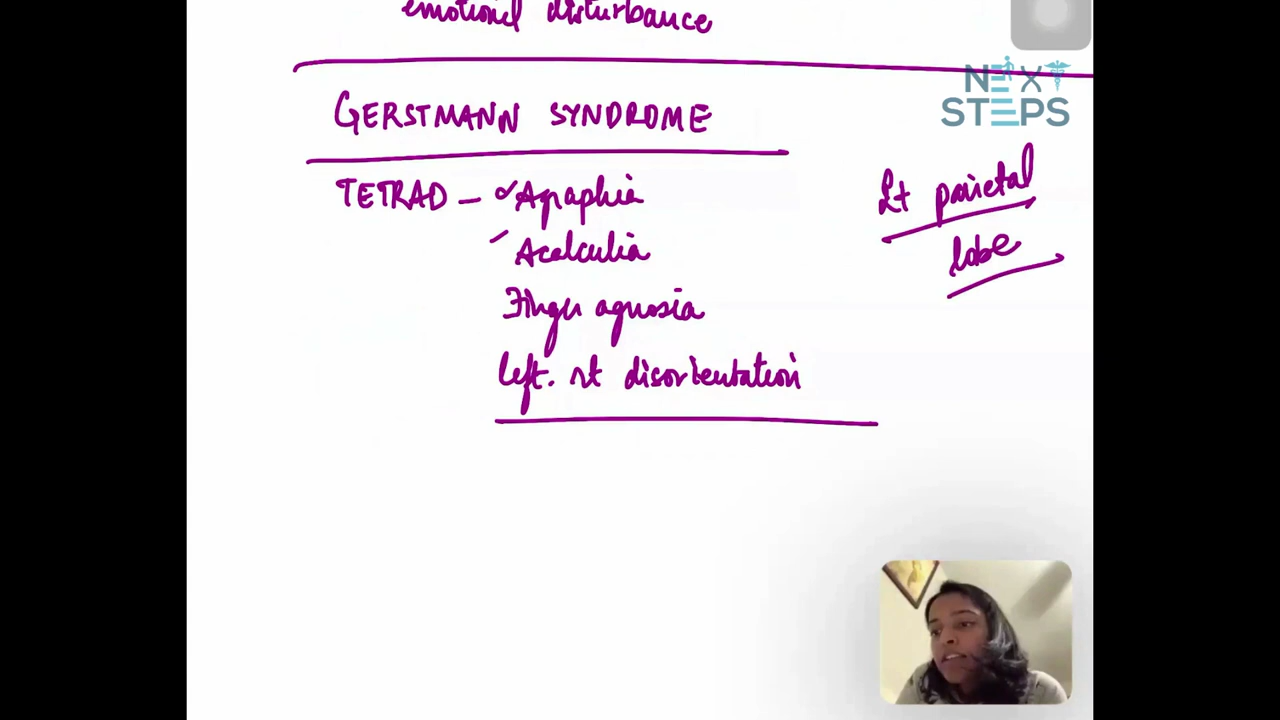 emotional disturbance
NEXT
STEPS
GERSTMANN SYNDROME
TETRAD - Agraphia
Acalculia
Finger agnosia
left. rt disorientation
Lt parietal
lobe